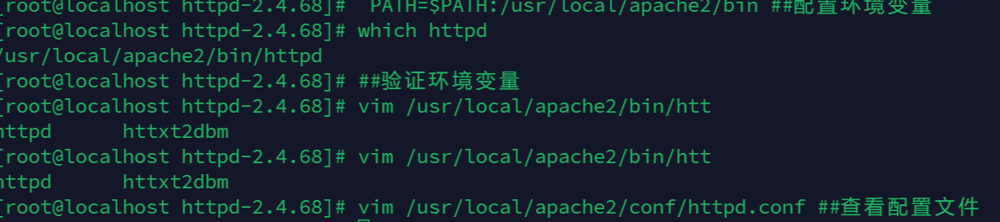 [root@localhost httpd-2.4.68]#  PATH=$PATH:/usr/local/apache2/bin ##配置环境变量
[root@localhost httpd-2.4.68]# which httpd
/usr/local/apache2/bin/httpd
[root@localhost httpd-2.4.68]# ##验证环境变量
[root@localhost httpd-2.4.68]# vim /usr/local/apache2/bin/htt
httpd      httxt2dbm
[root@localhost httpd-2.4.68]# vim /usr/local/apache2/bin/htt
httpd      httxt2dbm
[root@localhost httpd-2.4.68]# vim /usr/local/apache2/conf/httpd.conf ##查看配置文件